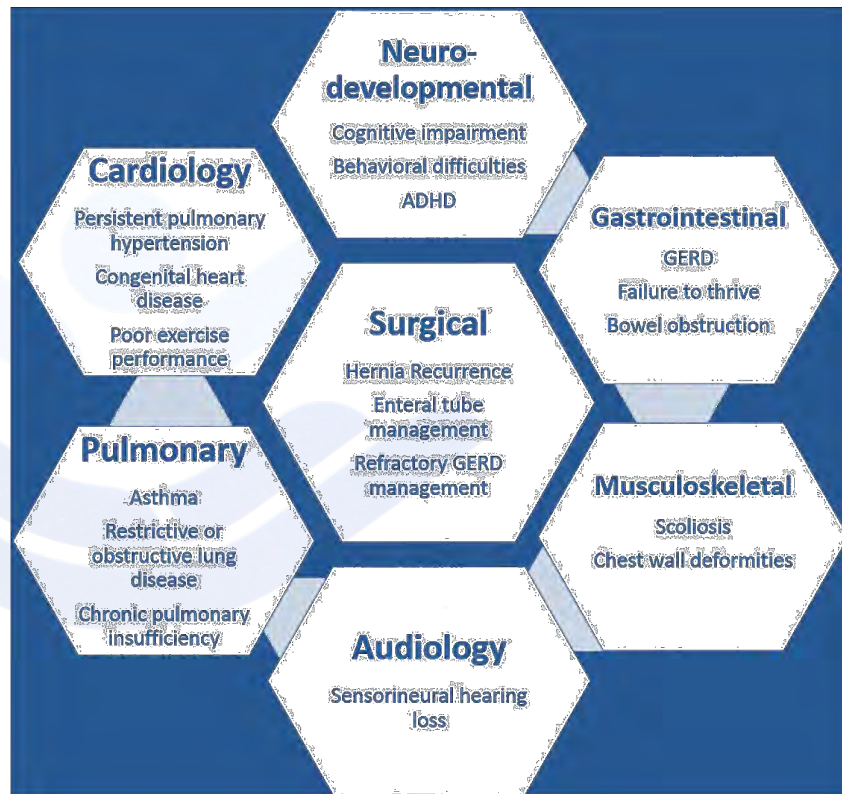 Neuro-
developmental
Cognitive impairment
Behavioral difficulties
ADHD
Cardiology
Persistent pulmonary
hypertension
Congenital heart
disease
Poor exercise
performance
Gastrointestinal
GERD
Failure to thrive
Bowel obstruction
Surgical
Hernia Recurrence
Enteral tube
management
Refractory GERD
management
Pulmonary
Asthma
Restrictive or
obstructive lung
disease
Chronic pulmonary
insufficiency
Musculoskeletal
Scoliosis
Chest wall deformities
Audiology
Sensorineural hearing
loss